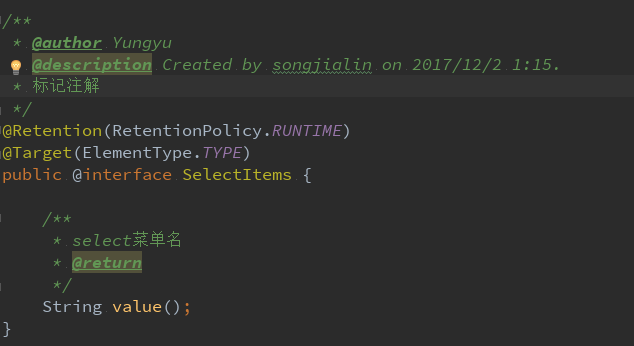 /**
 * @author Yungyu
 @description Created by songjialin on 2017/12/2 1:15.
 * 标记注解
 */
@Retention(RetentionPolicy.RUNTIME)
@Target(ElementType.TYPE)
public @interface SelectItems {
    /**
     * select菜单名
     * @return
     */
    String value();
}